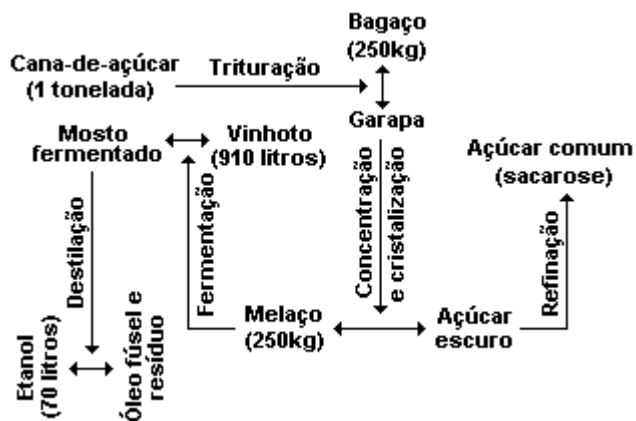 Bagaço
(250kg)
Cana-de-açúcar
(1 tonelada)
Trituração
Garapa
Mosto
fermentado
Vinhoto
(910 litros)
Açúcar comum
(sacarose)
Destilação
Fermentação
Concentração
e cristalização
Refinação
Melaço
(250kg)
Açúcar
escuro
Etanol
(70 litros)
Óleo fúsel e
resíduo